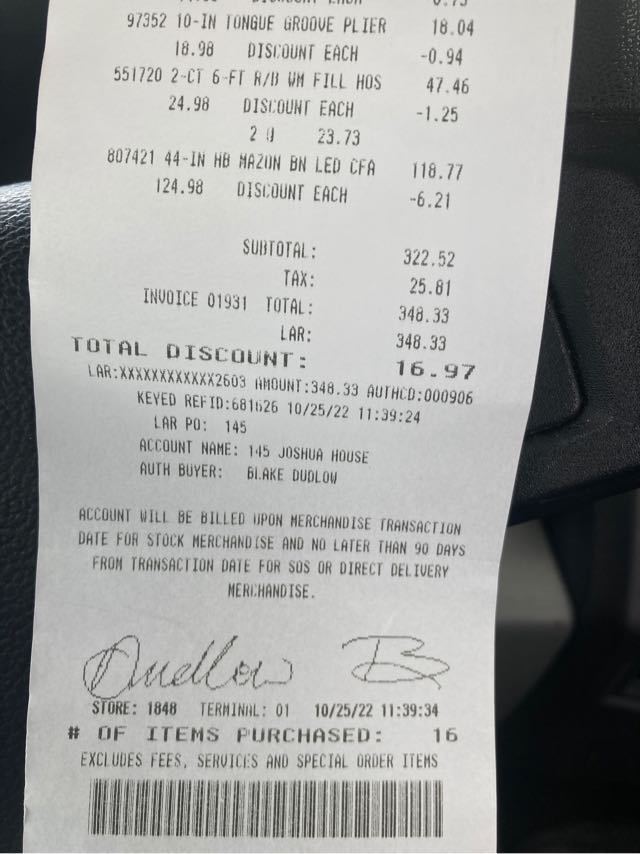 DISCOUNT EACH
97352 10-IN TONGUE GROOVE PLIER 18.04
18.98 DISCOUNT EACH -0.94
551720 2-CT 6-FT R/B WM FILL HOS 47.46
24.98 DISCOUNT EACH -1.25
2 @ 23.73
807421 44-IN HB MAZON BN LED CFA 118.77
124.98 DISCOUNT EACH -6.21
SUBTOTAL: 322.52
TAX: 25.81
INVOICE 01931 TOTAL: 348.33
LAR: 348.33
TOTAL DISCOUNT: 16.97
LAR:XXXXXXXXXXXX2603 AMOUNT:348.33 AUTHCD:000906
KEYED REFID:681626 10/25/22 11:39:24
LAR PO: 145
ACCOUNT NAME: 145 JOSHUA HOUSE
AUTH BUYER: BLAKE DUDLOW
ACCOUNT WILL BE BILLED UPON MERCHANDISE TRANSACTION
DATE FOR STOCK MERCHANDISE AND NO LATER THAN 90 DAYS
FROM TRANSACTION DATE FOR SOS OR DIRECT DELIVERY
MERCHANDISE.
Dudlow B
STORE: 1848 TERMINAL: 01 10/25/22 11:39:34
# OF ITEMS PURCHASED: 16
EXCLUDES FEES, SERVICES AND SPECIAL ORDER ITEMS